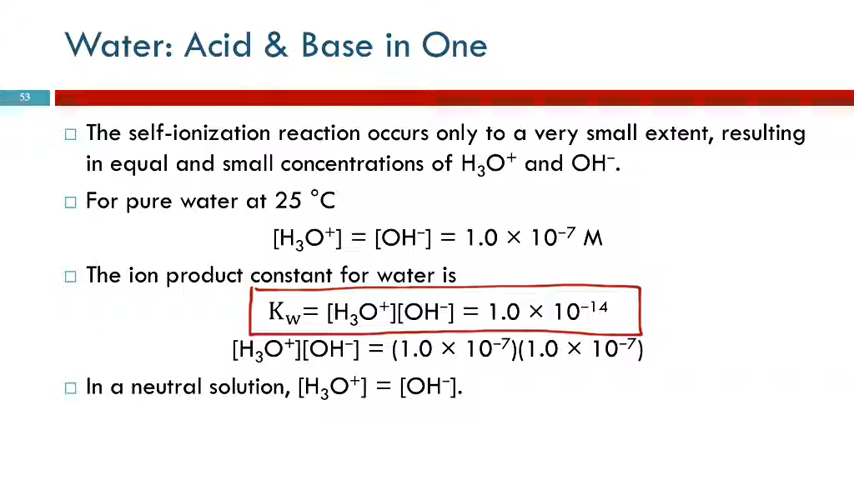 Water: Acid & Base in One
53
□ The self-ionization reaction occurs only to a very small extent, resulting
in equal and small concentrations of H₃O⁺ and OH⁻.
□ For pure water at 25 °C
[H₃O⁺] = [OH⁻] = 1.0 × 10⁻⁷ M
□ The ion product constant for water is
K_w= [H₃O⁺][OH⁻] = 1.0 × 10⁻¹⁴
[H₃O⁺][OH⁻] = (1.0 × 10⁻⁷)(1.0 × 10⁻⁷)
□ In a neutral solution, [H₃O⁺] = [OH⁻].